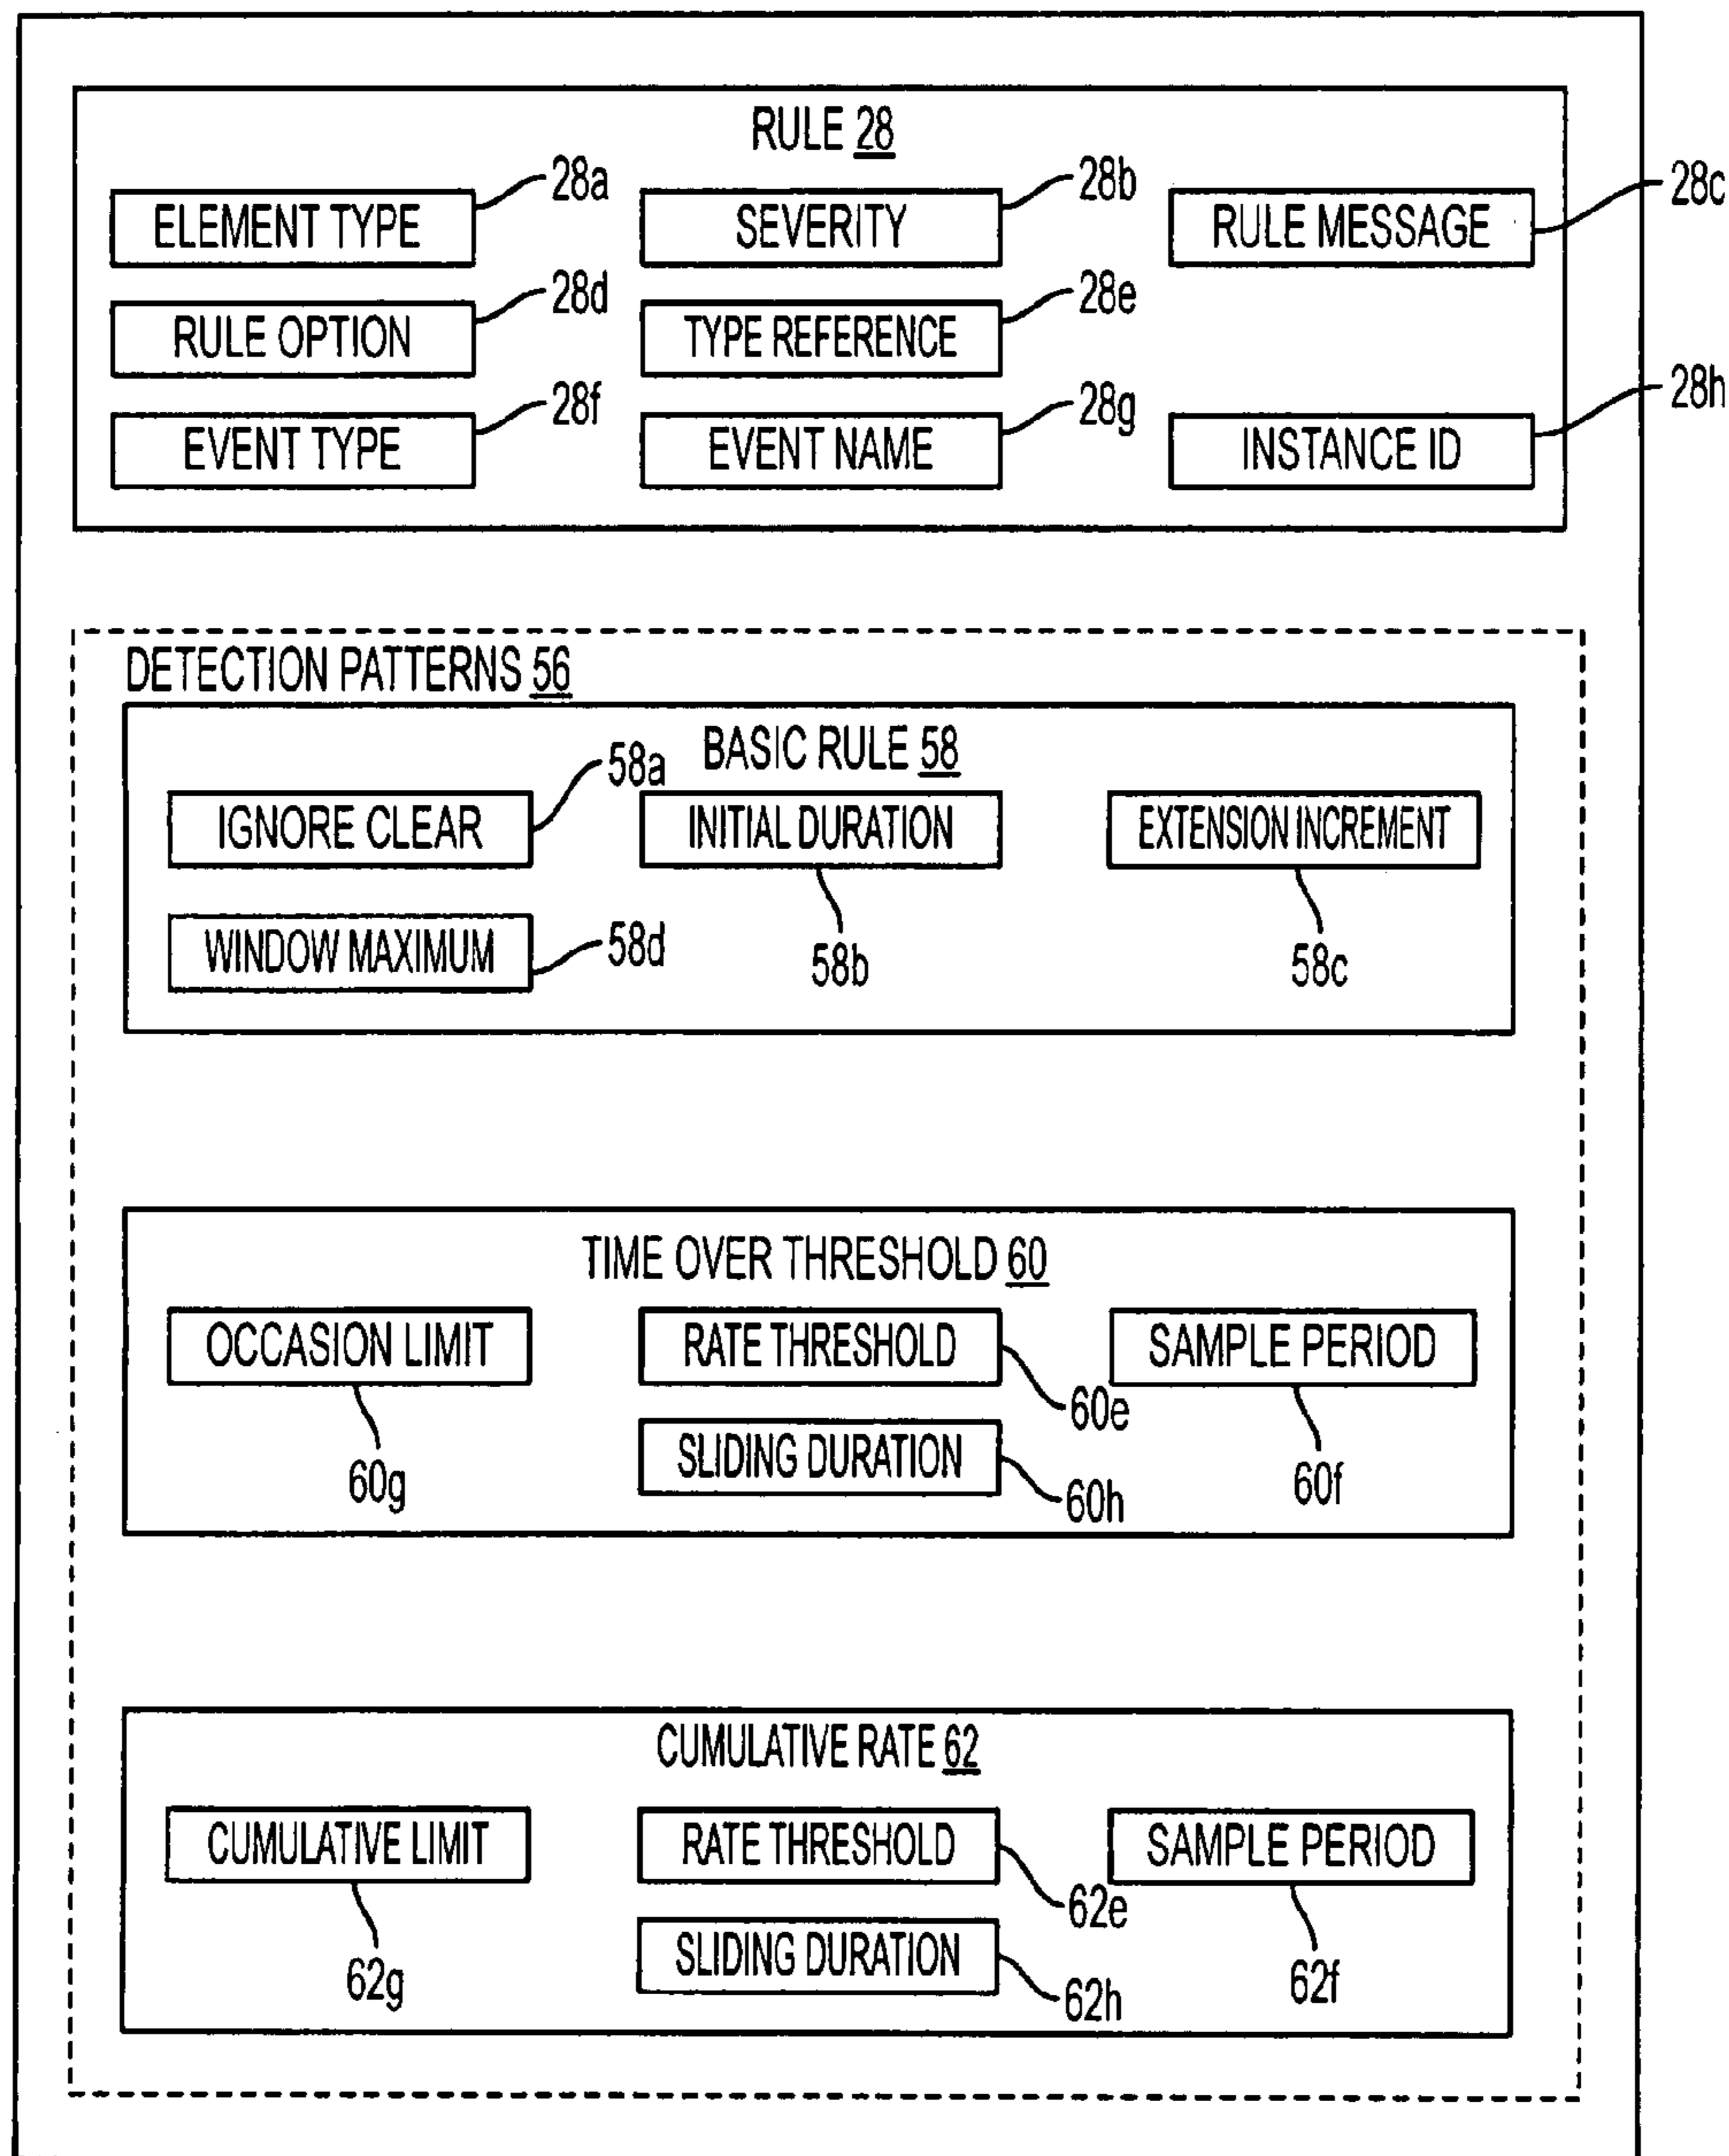 RULE 28
28a
28b
28c
ELEMENT TYPE
SEVERITY
RULE MESSAGE
28d
28e
RULE OPTION
TYPE REFERENCE
28f
28g
28h
EVENT TYPE
EVENT NAME
INSTANCE ID
DETECTION PATTERNS 56
BASIC RULE 58
58a
IGNORE CLEAR
INITIAL DURATION
EXTENSION INCREMENT
WINDOW MAXIMUM
58d
58b
58c
TIME OVER THRESHOLD 60
OCCASION LIMIT
RATE THRESHOLD
SAMPLE PERIOD
60e
SLIDING DURATION
60g
60h
60f
CUMULATIVE RATE 62
CUMULATIVE LIMIT
RATE THRESHOLD
SAMPLE PERIOD
62e
SLIDING DURATION
62g
62h
62f